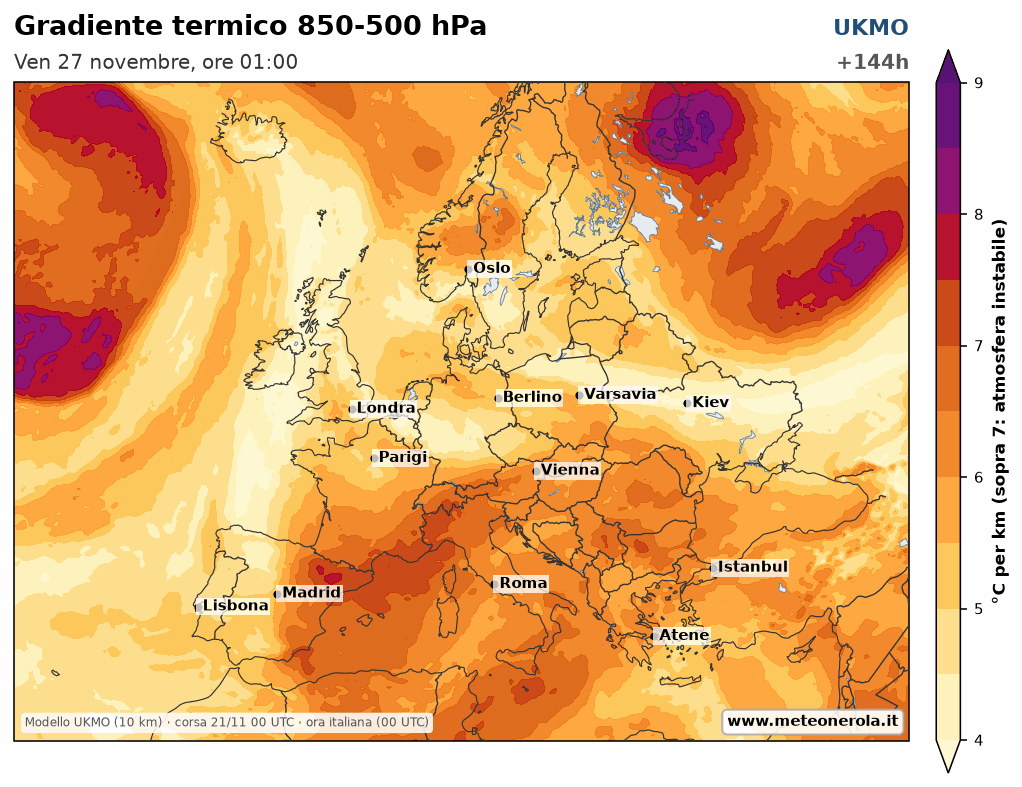 Gradiente termico 850-500 hPa
UKMO
Ven 27 novembre, ore 01:00
+144h
9
8
7
6
5
4
°C per km (sopra 7: atmosfera instabile)
Oslo
Berlino
Varsavia
Kiev
Londra
Parigi
Vienna
Istanbul
Roma
Madrid
Lisbona
Atene
Modello UKMO (10 km) · corsa 21/11 00 UTC · ora italiana (00 UTC)
www.meteonerola.it